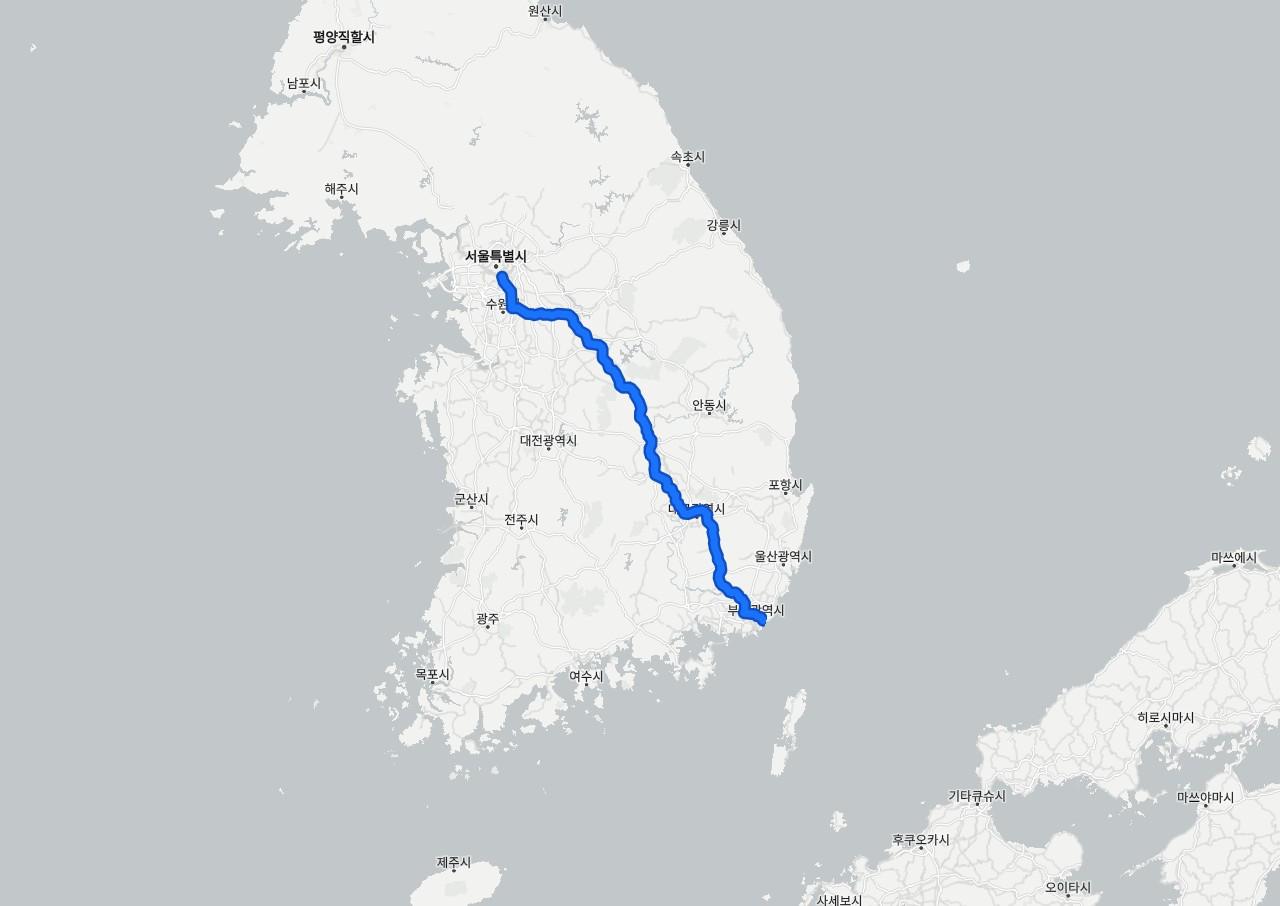 원산시
평양직할시
남포시
속초시
해주시
강릉시
서울특별시
수원
안동시
대전광역시
포항시
군산시
전주시
울산광역시
마쓰에시
광주
목포시
여수시
히로시마시
기타큐슈시
마쓰야마시
후쿠오카시
제주시
오이타시
사세보시